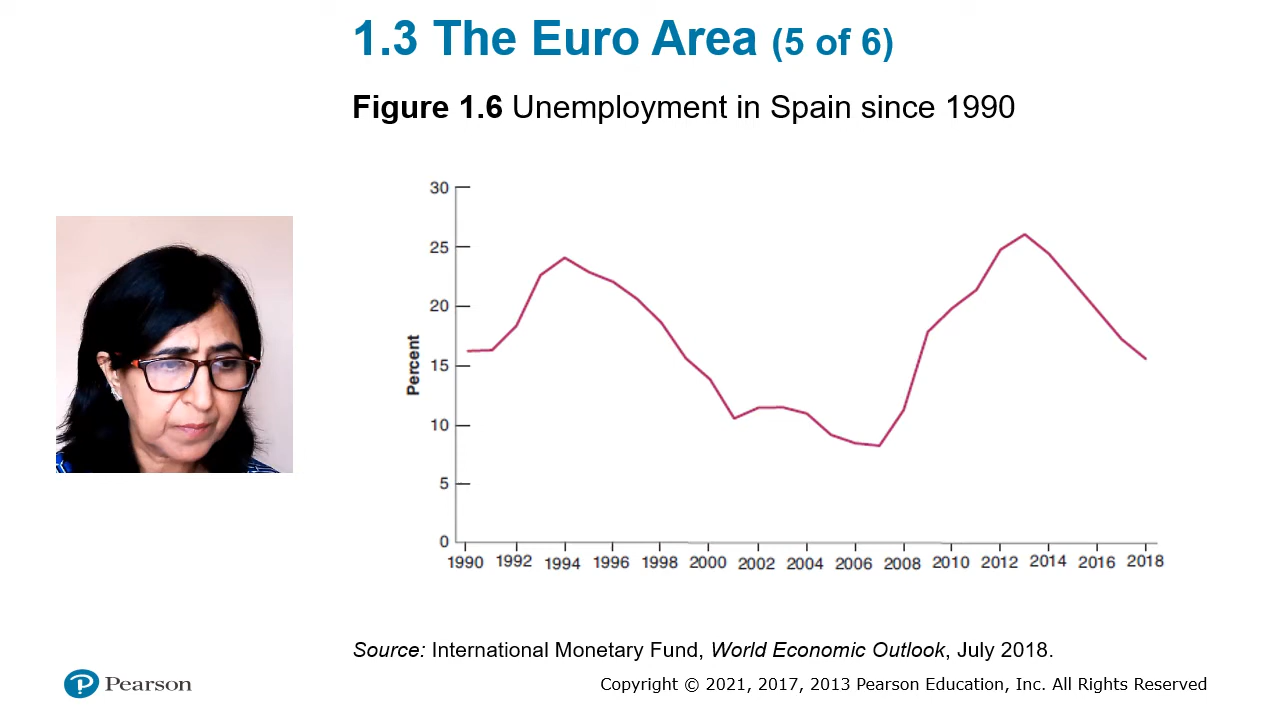 1.3 The Euro Area (5 of 6)
Figure 1.6 Unemployment in Spain since 1990
30
25
20
15
10
5
0
Percent
1990 1992 1994 1996 1998 2000 2002 2004 2006 2008 2010 2012 2014 2016 2018
Source: International Monetary Fund, World Economic Outlook, July 2018.
Pearson
Copyright © 2021, 2017, 2013 Pearson Education, Inc. All Rights Reserved